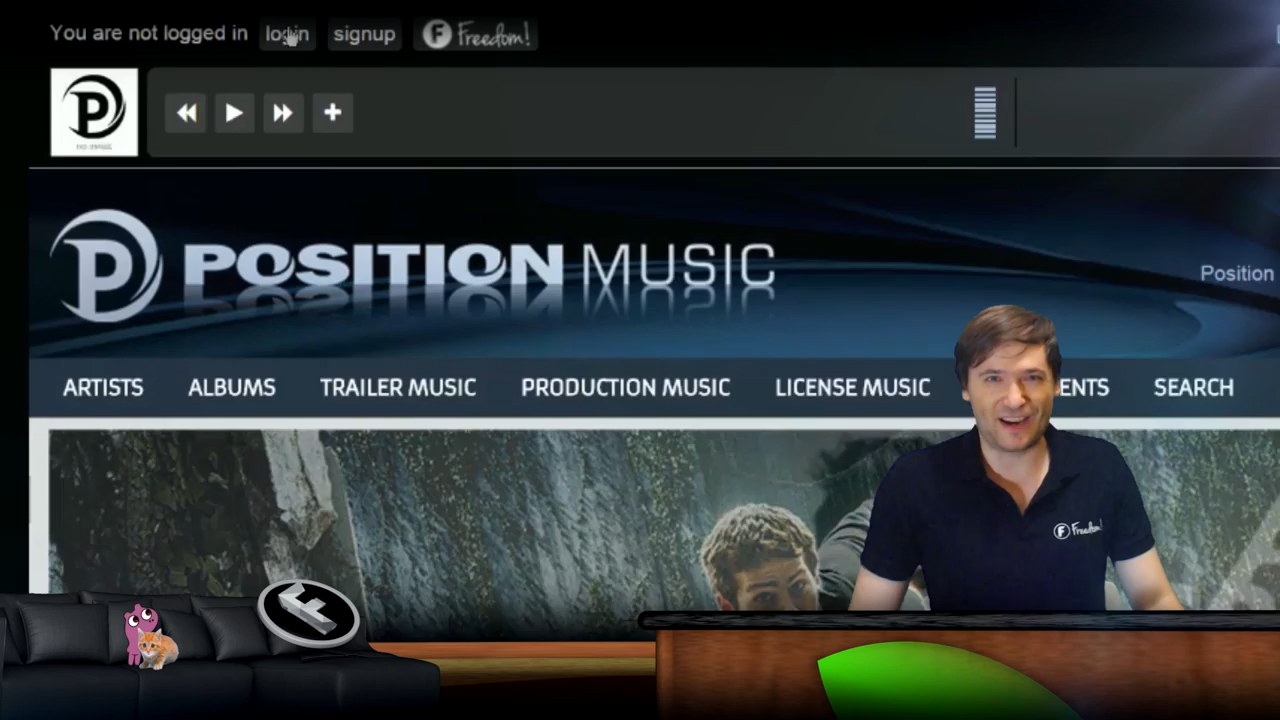 You are not logged in login signup F Freedom!
P
P POSITION MUSIC
Position
ARTISTS ALBUMS TRAILER MUSIC PRODUCTION MUSIC LICENSE MUSIC ENTS SEARCH
F Freedom!
F